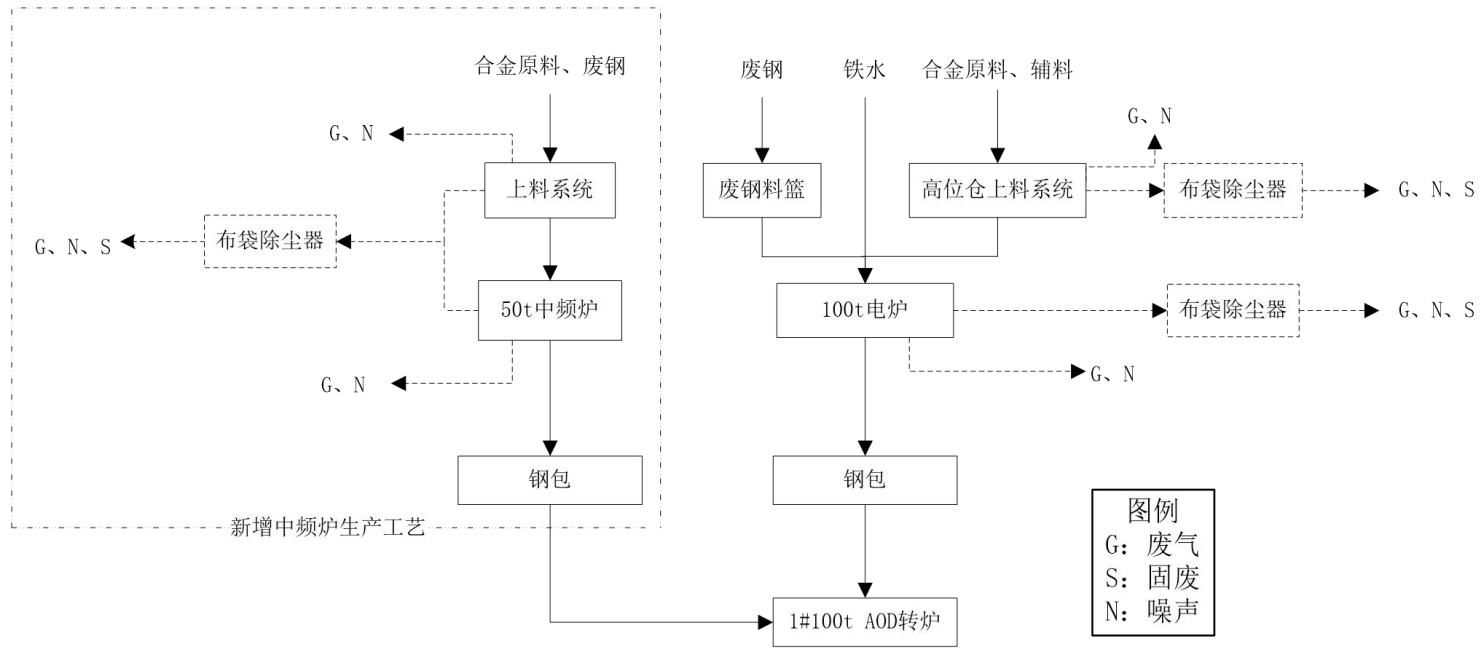 合金原料、废钢
废钢
铁水
合金原料、辅料
G、N
G、N
上料系统
废钢料篮
高位仓上料系统
布袋除尘器
G、N、S
G、N、S
布袋除尘器
50t中频炉
100t电炉
布袋除尘器
G、N、S
G、N
G、N
钢包
钢包
新增中频炉生产工艺
1#100t AOD转炉
图例
G：废气
S：固废
N：噪声